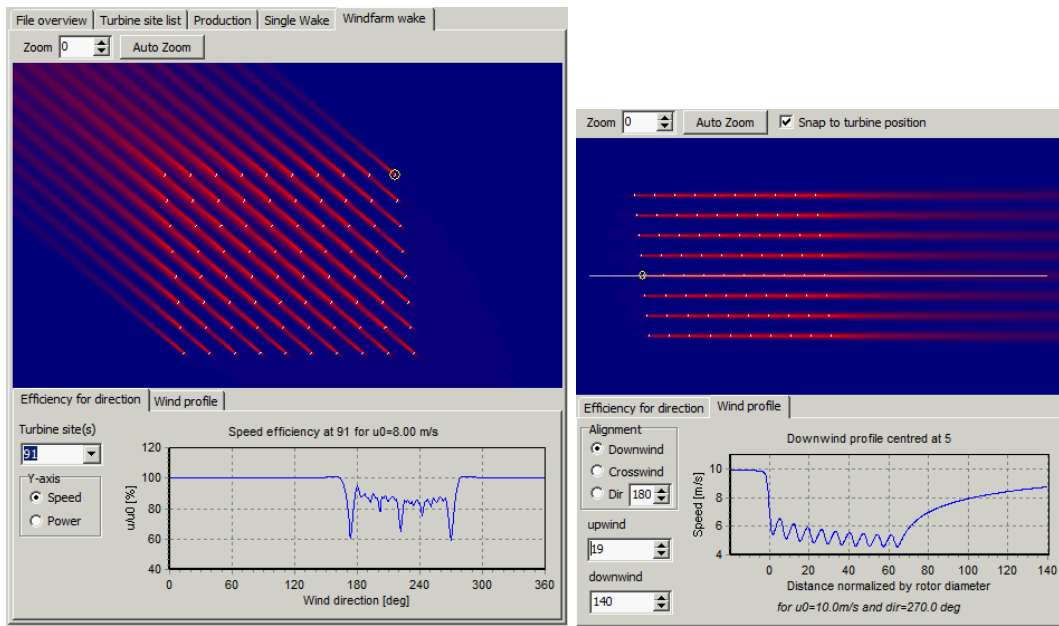 File overview Turbine site list Production Single Wake Windfarm wake
Zoom 0 Auto Zoom
Efficiency for direction Wind profile
Turbine site(s)
91
Y-axis
Speed
Power
Speed efficiency at 91 for u0=8.00 m/s
u/u0 [%]
120
100
80
60
40
0 60 120 180 240 300 360
Wind direction [deg]
Zoom 0 Auto Zoom Snap to turbine position
Efficiency for direction Wind profile
Alignment
Downwind
Crosswind
Dir 180
upwind
19
downwind
140
Downwind profile centred at 5
Speed [m/s]
10
8
6
4
0 20 40 60 80 100 120 140
Distance normalized by rotor diameter
for u0=10.0m/s and dir=270.0 deg